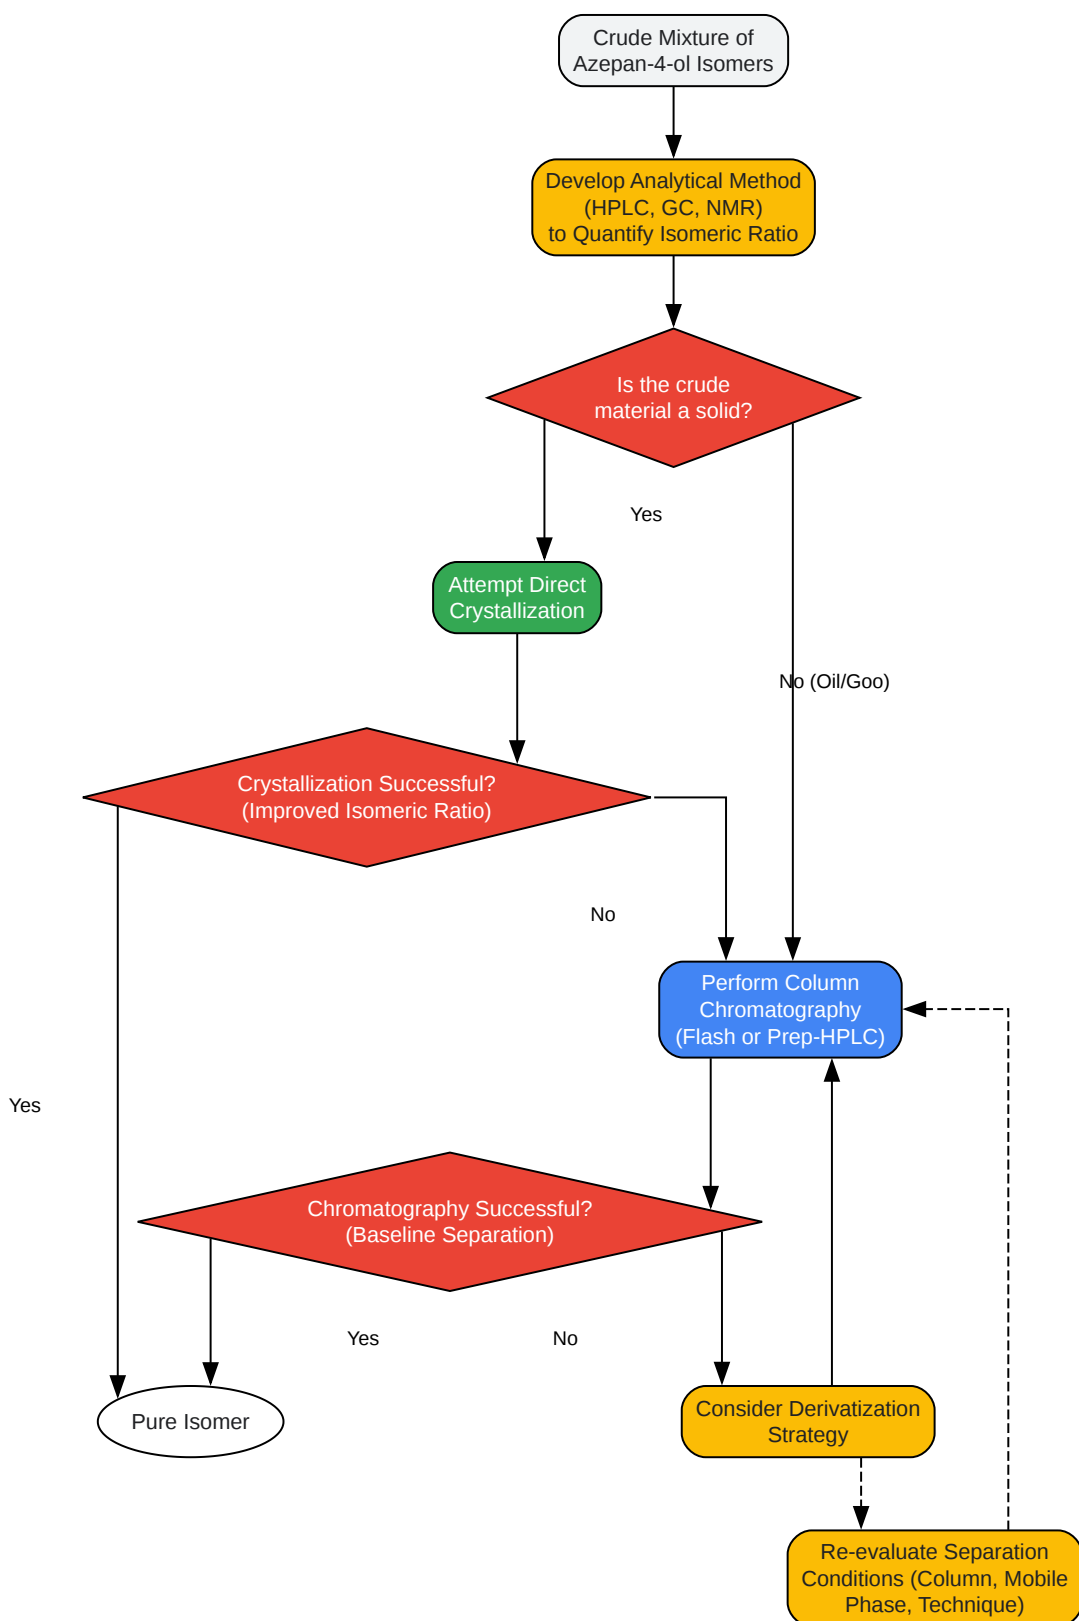 Crude Mixture of
Azepan-4-ol Isomers
Develop Analytical Method
(HPLC, GC, NMR)
to Quantify Isomeric Ratio
Is the crude
material a solid?
Yes
Attempt Direct
Crystallization
No (Oil/Goo)
Crystallization Successful?
(Improved Isomeric Ratio)
No
Perform Column
Chromatography
(Flash or Prep-HPLC)
Yes
Chromatography Successful?
(Baseline Separation)
Yes
No
Pure Isomer
Consider Derivatization
Strategy
Re-evaluate Separation
Conditions (Column, Mobile
Phase, Technique)